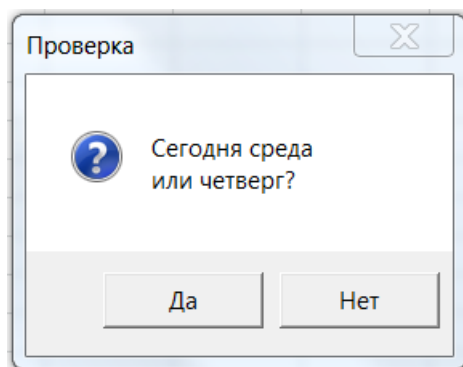 Проверка
Сегодня среда
или четверг?
Да
Нет